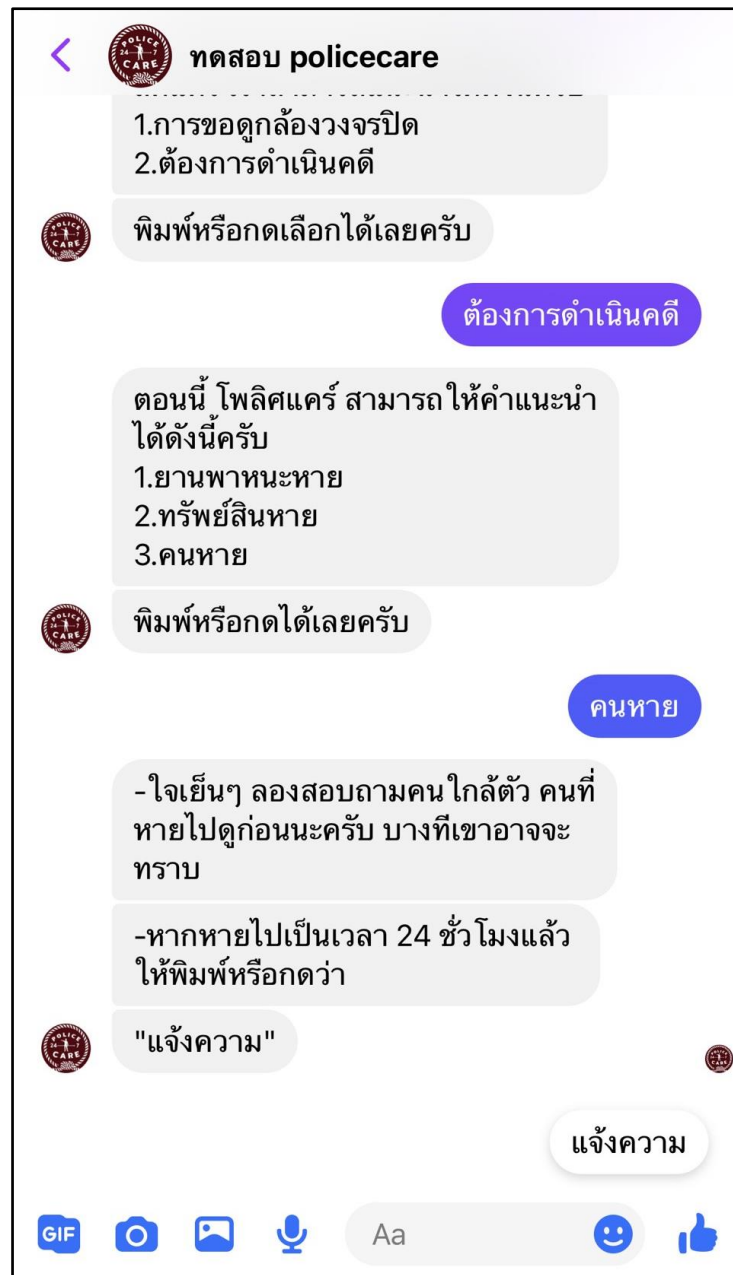 ทดสอบ policecare
1.การขอดูกล้องวงจรปิด
2.ต้องการดำเนินคดี
พิมพ์หรือกดเลือกได้เลยครับ
ต้องการดำเนินคดี
ตอนนี้ โพลิศแคร์ สามารถให้คำแนะนำ
ได้ดังนี้ครับ
1.ยานพาหนะหาย
2.ทรัพย์สินหาย
3.คนหาย
พิมพ์หรือกดได้เลยครับ
คนหาย
-ใจเย็นๆ ลองสอบถามคนใกล้ตัว คนที่
หายไปดูก่อนนะครับ บางทีเขาอาจจะ
ทราบ
-หากหายไปเป็นเวลา 24 ชั่วโมงแล้ว
ให้พิมพ์หรือกดว่า
"แจ้งความ"
แจ้งความ
GIF
Aa